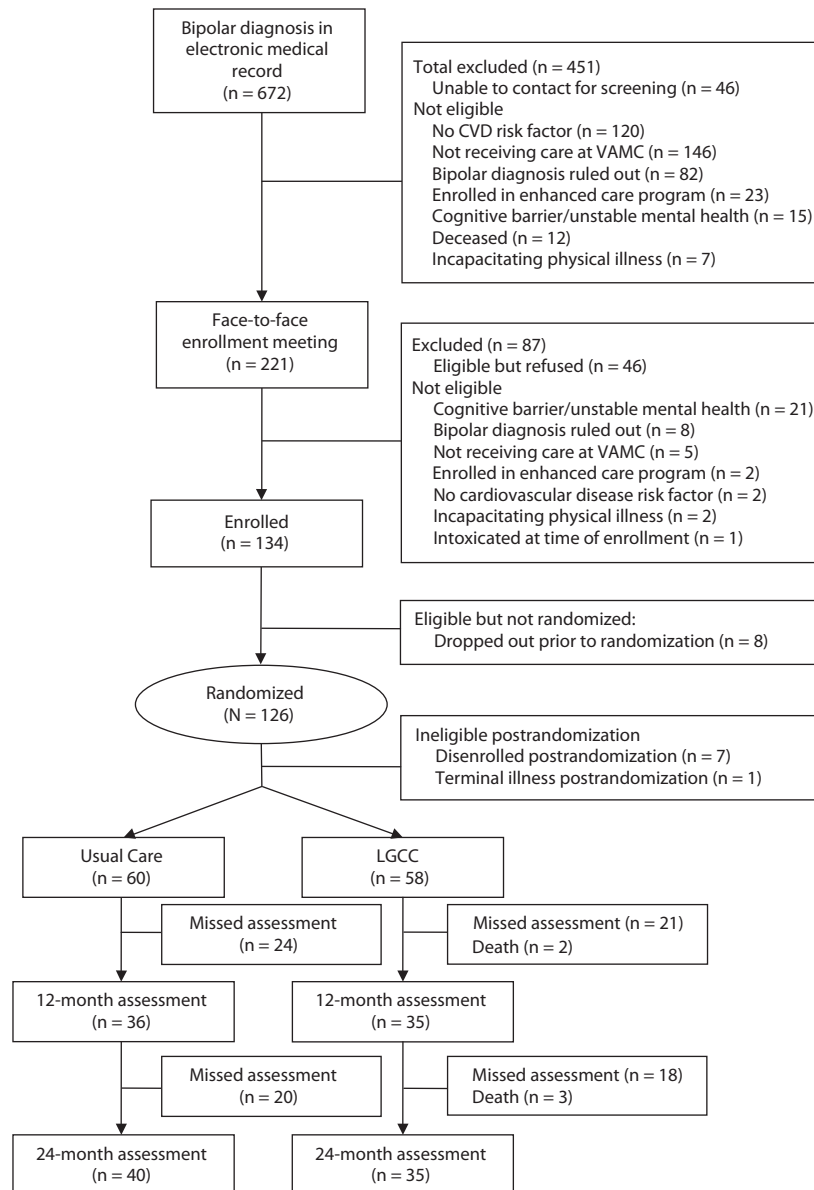 Bipolar diagnosis in
electronic medical
record
(n = 672)
Total excluded (n = 451)
Unable to contact for screening (n = 46)
Not eligible
No CVD risk factor (n = 120)
Not receiving care at VAMC (n = 146)
Bipolar diagnosis ruled out (n = 82)
Enrolled in enhanced care program (n = 23)
Cognitive barrier/unstable mental health (n = 15)
Deceased (n = 12)
Incapacitating physical illness (n = 7)
Face-to-face
enrollment meeting
(n = 221)
Excluded (n = 87)
Eligible but refused (n = 46)
Not eligible
Cognitive barrier/unstable mental health (n = 21)
Bipolar diagnosis ruled out (n = 8)
Not receiving care at VAMC (n = 5)
Enrolled in enhanced care program (n = 2)
No cardiovascular disease risk factor (n = 2)
Incapacitating physical illness (n = 2)
Intoxicated at time of enrollment (n = 1)
Enrolled
(n = 134)
Eligible but not randomized:
Dropped out prior to randomization (n = 8)
Randomized
(N = 126)
Ineligible postrandomization
Disenrolled postrandomization (n = 7)
Terminal illness postrandomization (n = 1)
Usual Care
(n = 60)
LGCC
(n = 58)
Missed assessment
(n = 24)
Missed assessment (n = 21)
Death (n = 2)
12-month assessment
(n = 36)
12-month assessment
(n = 35)
Missed assessment
(n = 20)
Missed assessment (n = 18)
Death (n = 3)
24-month assessment
(n = 40)
24-month assessment
(n = 35)